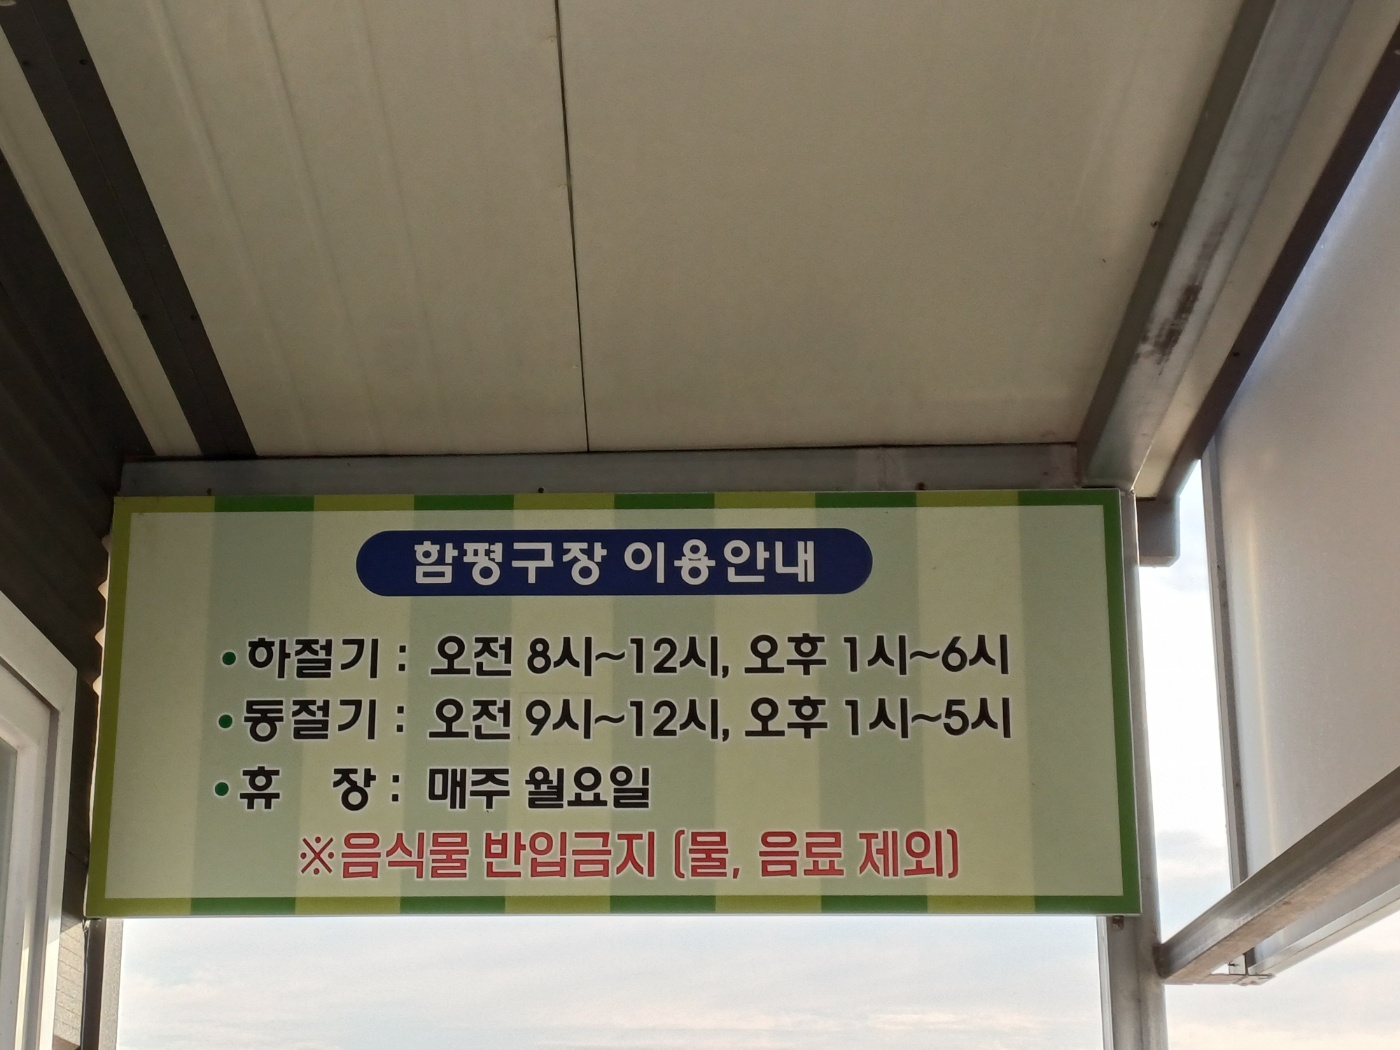 함평구장 이용안내
•하절기 : 오전 8시~12시, 오후 1시~6시
•동절기 : 오전 9시~12시, 오후 1시~5시
•휴 장 : 매주 월요일
※음식물 반입금지 (물, 음료 제외)